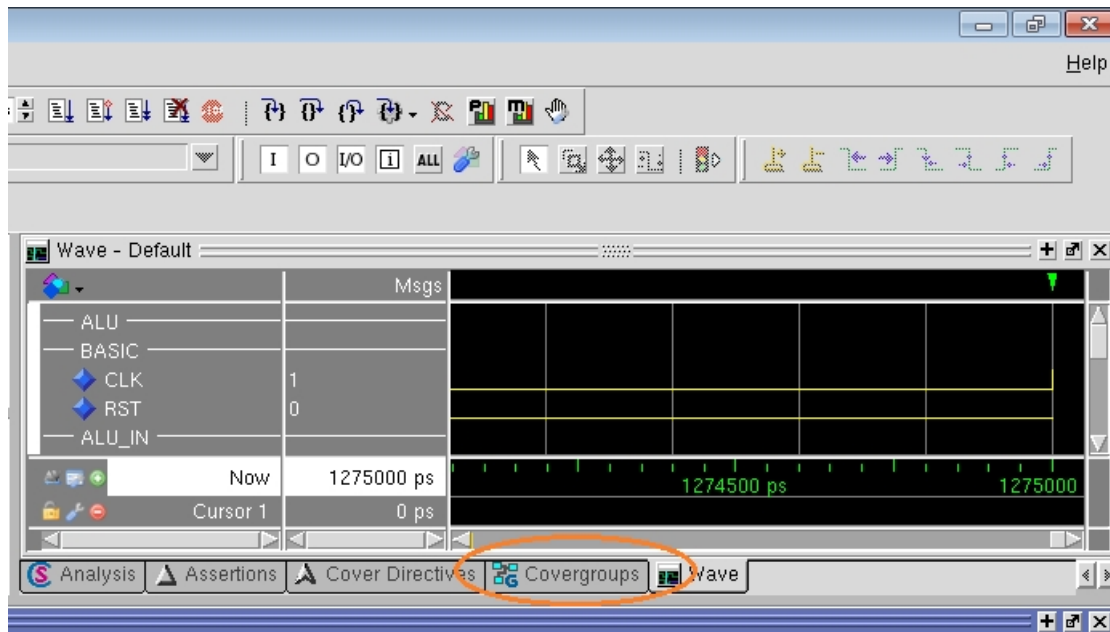 Help
I O I/O i ALL
Wave - Default
Msgs
ALU
BASIC
CLK 1
RST 0
ALU_IN
Now 1275000 ps 1274500 ps 1275000
Cursor 1 0 ps
Analysis Assertions Cover Directives Covergroups Wave